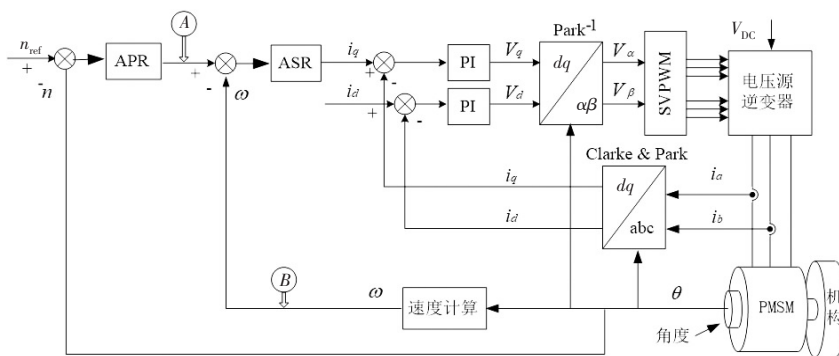 n_ref
+
-n
APR
A
+
-
ω
ASR
i_q
+
-
i_d
+
-
PI
PI
V_q
V_d
Park⁻¹
dq
αβ
V_α
V_β
SVPWM
V_DC
电压源
逆变器
Clarke & Park
dq
abc
i_q
i_d
i_a
i_b
B
ω
速度计算
θ
角度
PMSM
机
构